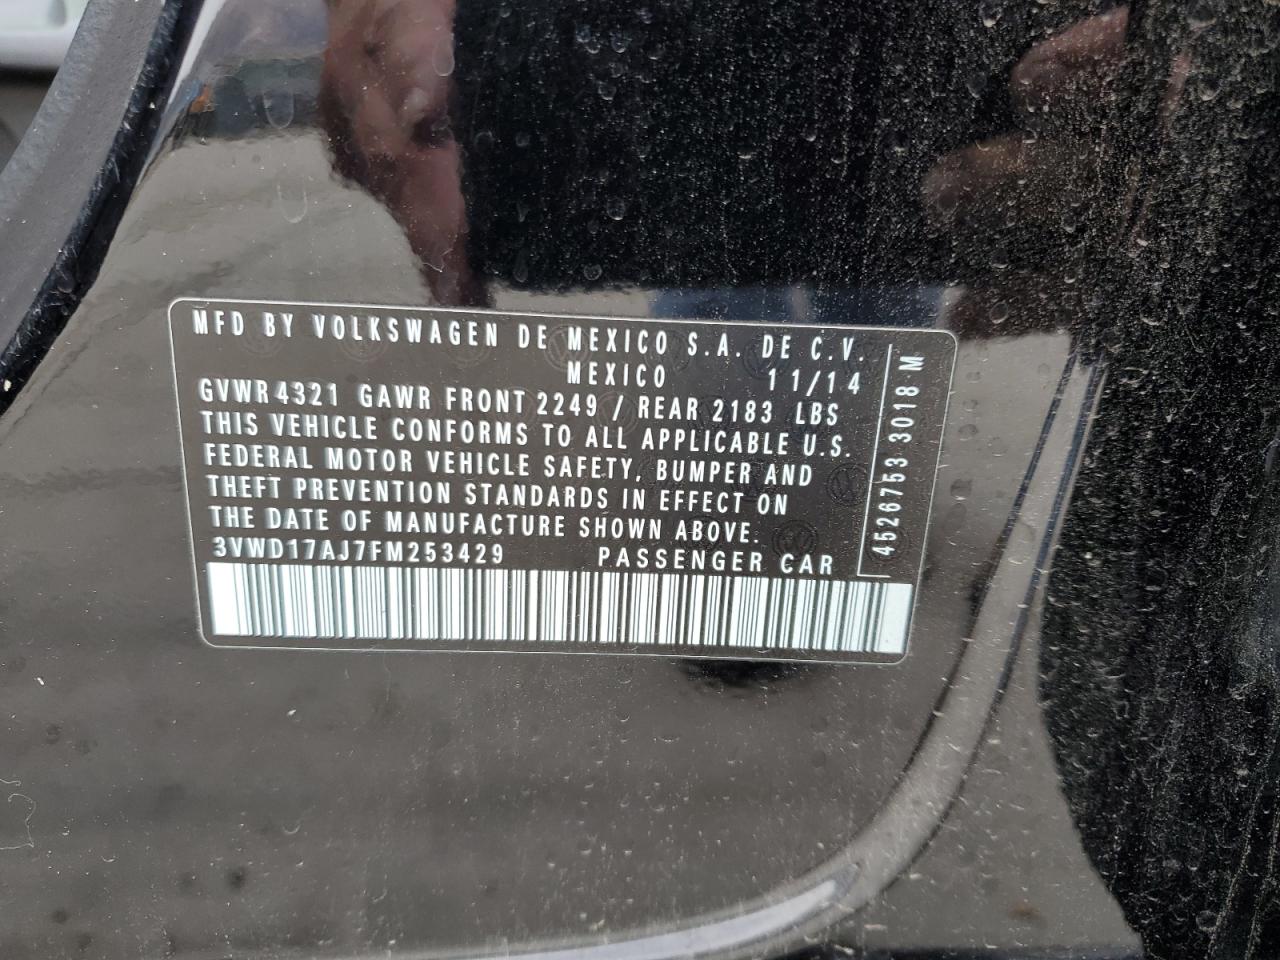 MFD BY VOLKSWAGEN DE MEXICO S.A. DE C.V.
MEXICO 11/14
GVWR 4321 GAWR FRONT 2249 / REAR 2183 LBS
THIS VEHICLE CONFORMS TO ALL APPLICABLE U.S.
FEDERAL MOTOR VEHICLE SAFETY, BUMPER AND
THEFT PREVENTION STANDARDS IN EFFECT ON
THE DATE OF MANUFACTURE SHOWN ABOVE.
3VWD17AJ7FM253429 PASSENGER CAR
4526753 3018 M